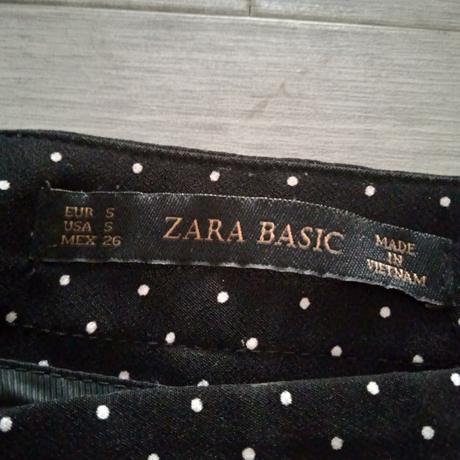 EUR S
USA S
MEX 26
ZARA BASIC
MADE
IN
VIETNAM